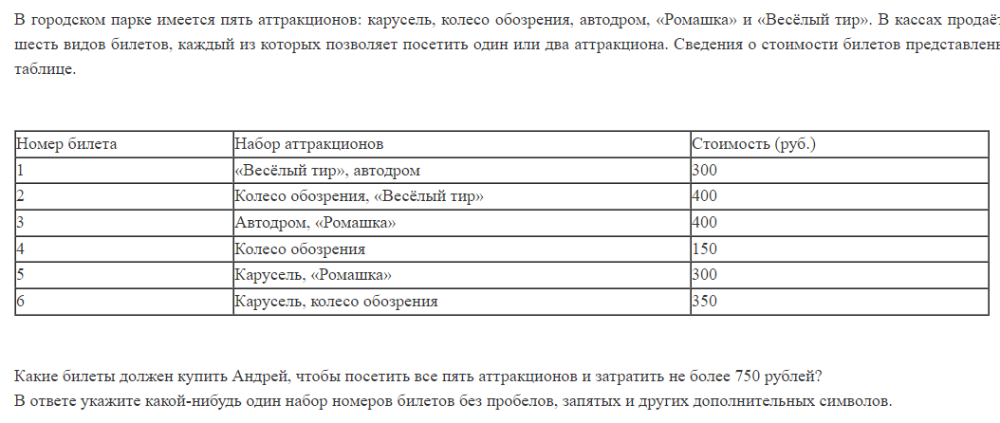 В городском парке имеется пять аттракционов: карусель, колесо обозрения, автодром, «Ромашка» и «Весёлый тир». В кассах продаёт
шесть видов билетов, каждый из которых позволяет посетить один или два аттракциона. Сведения о стоимости билетов представлены
таблице.
Номер билета Набор аттракционов Стоимость (руб.)
1 «Весёлый тир», автодром 300
2 Колесо обозрения, «Весёлый тир» 400
3 Автодром, «Ромашка» 400
4 Колесо обозрения 150
5 Карусель, «Ромашка» 300
6 Карусель, колесо обозрения 350
Какие билеты должен купить Андрей, чтобы посетить все пять аттракционов и затратить не более 750 рублей?
В ответе укажите какой-нибудь один набор номеров билетов без пробелов, запятых и других дополнительных символов.